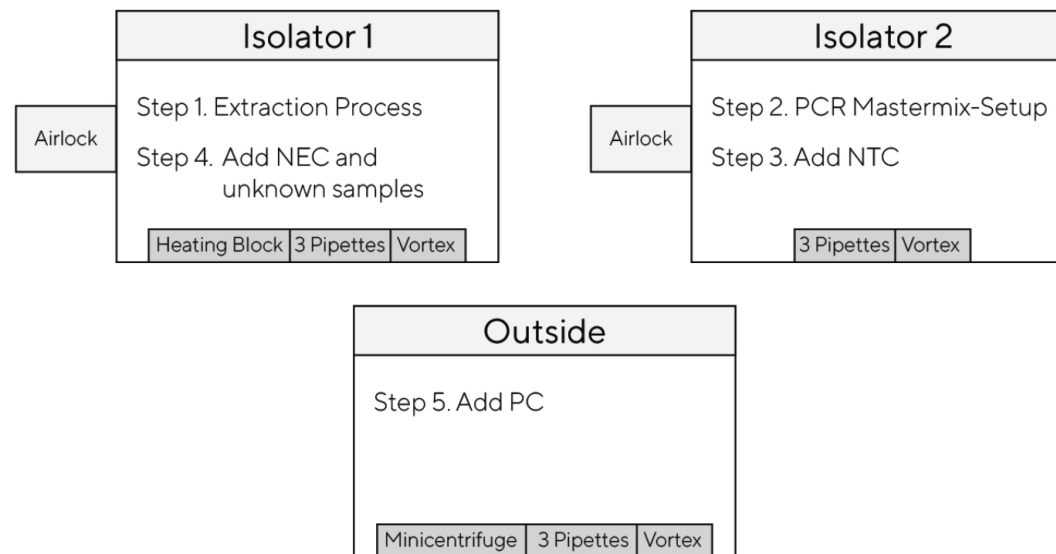 Isolator 1
Airlock
Step 1. Extraction Process
Step 4. Add NEC and
unknown samples
Heating Block
3 Pipettes
Vortex
Isolator 2
Airlock
Step 2. PCR Mastermix-Setup
Step 3. Add NTC
3 Pipettes
Vortex
Outside
Step 5. Add PC
Minicentrifuge
3 Pipettes
Vortex